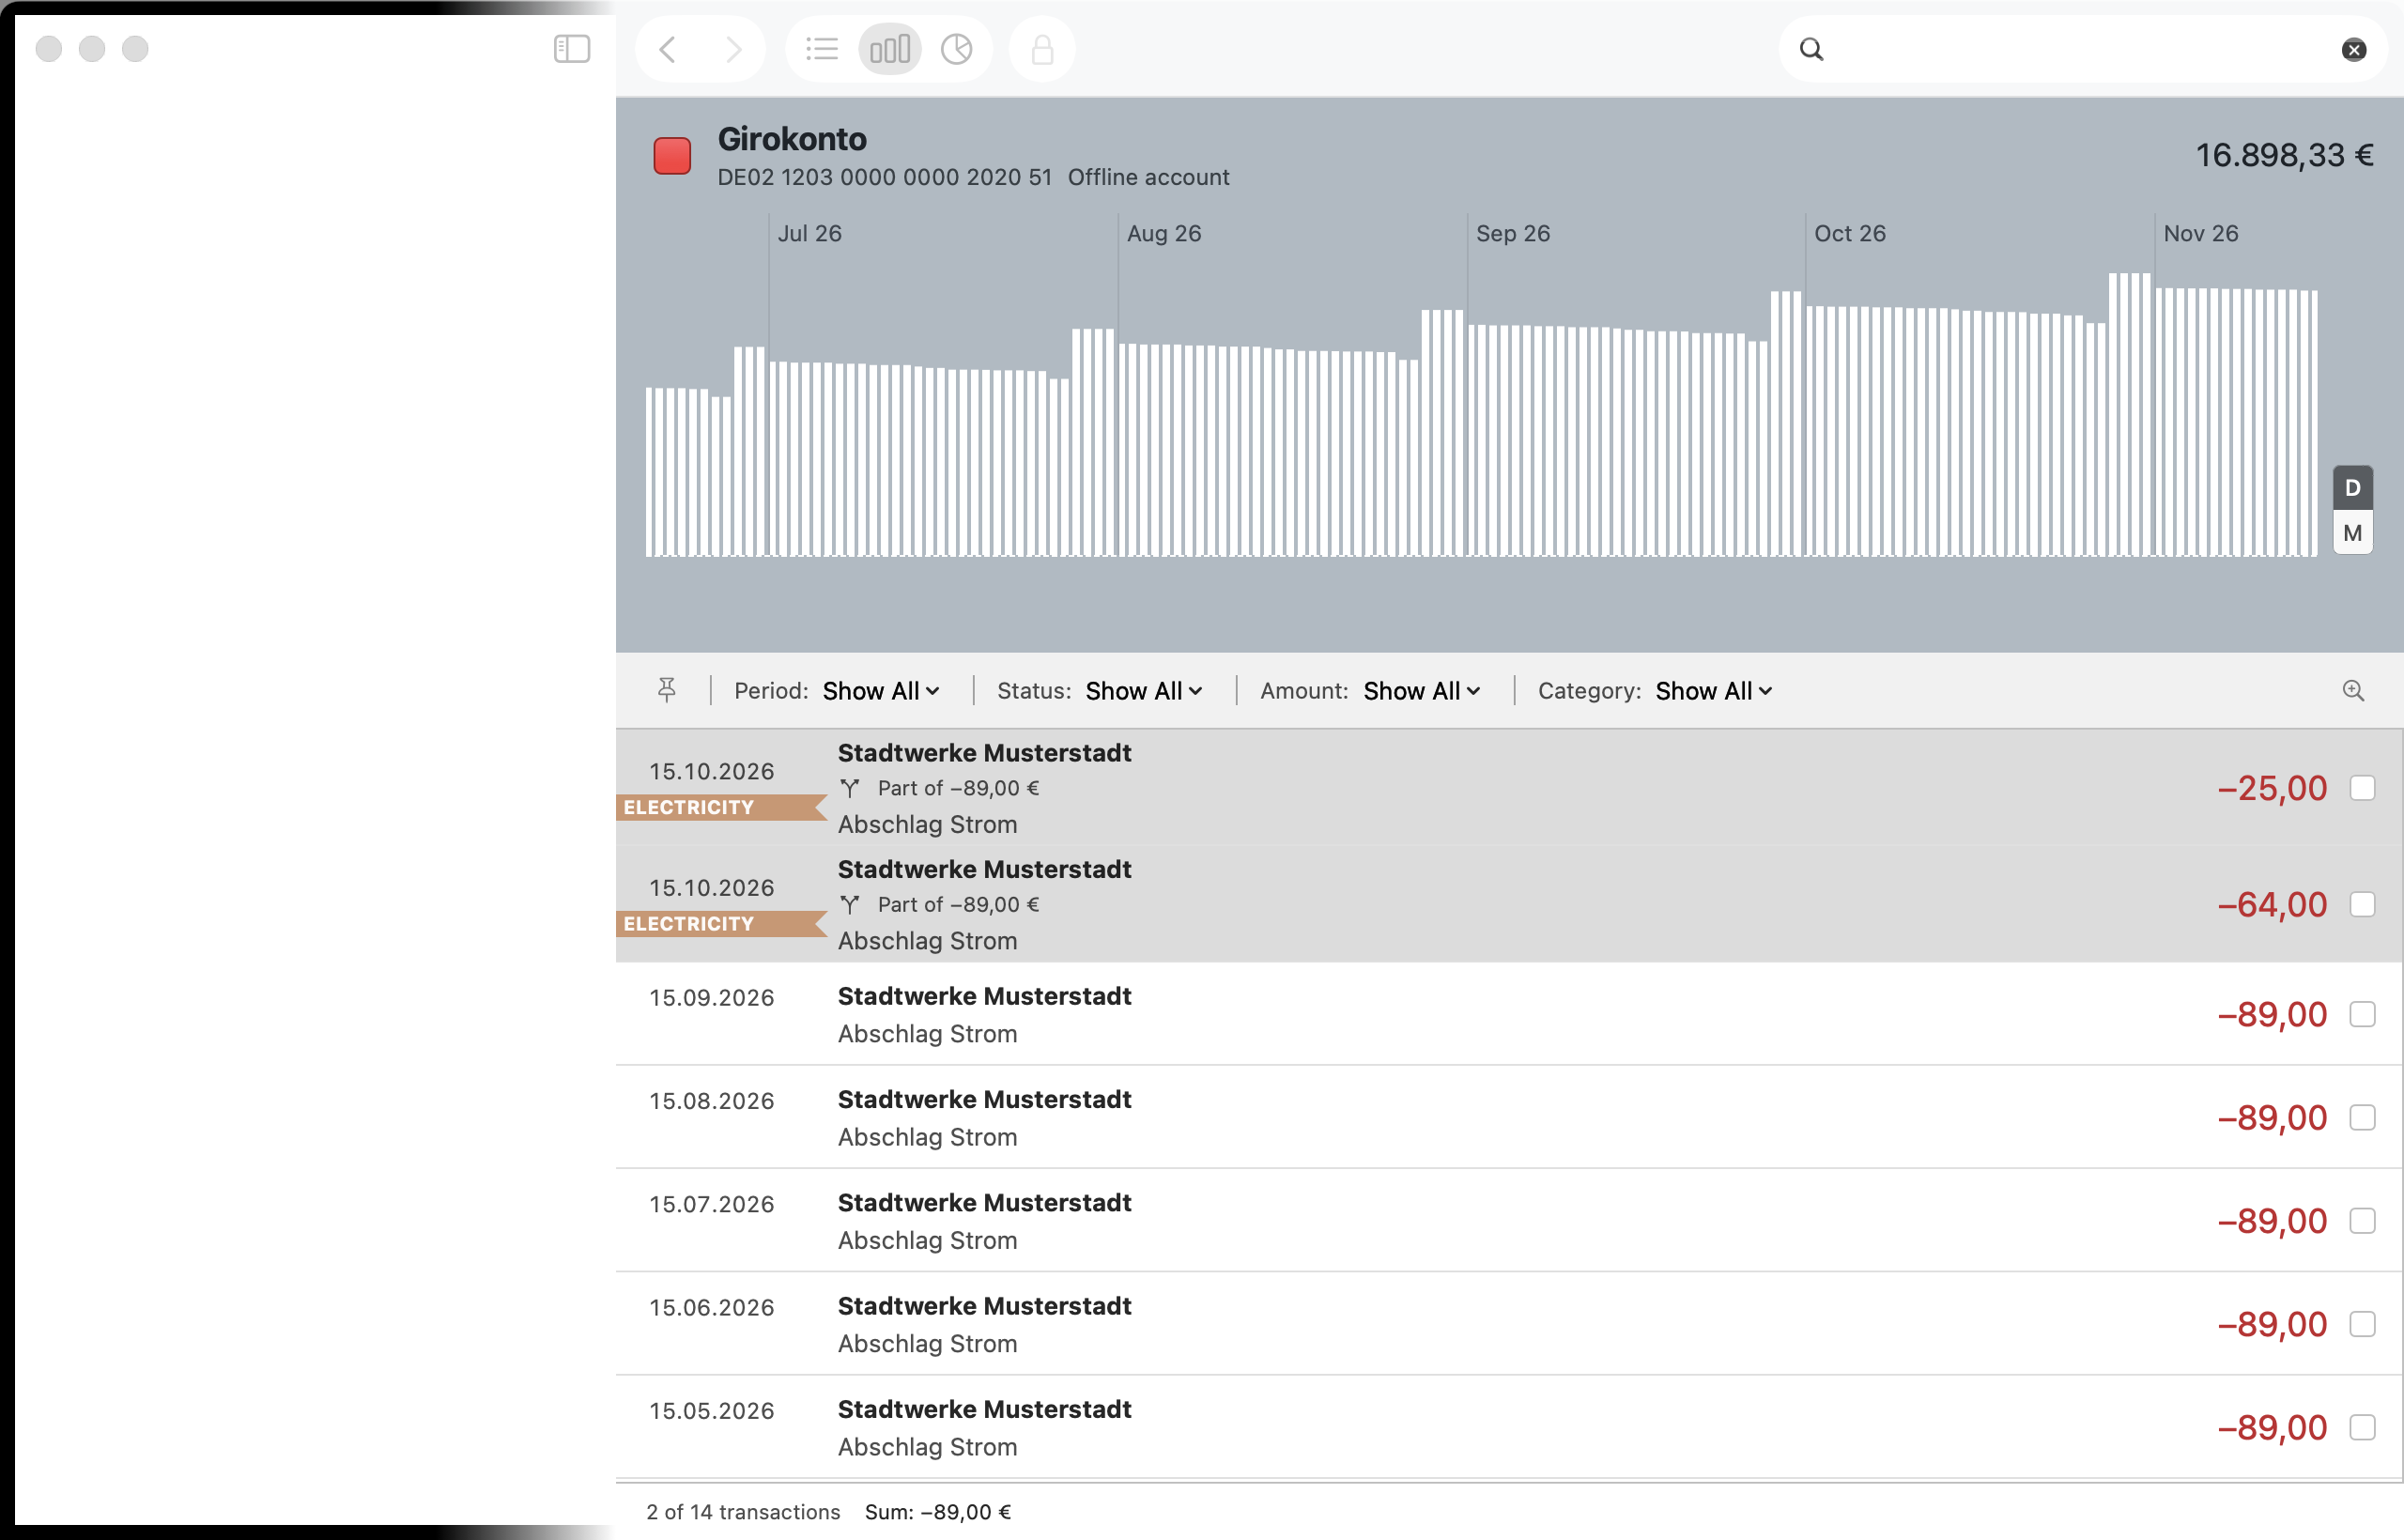 Girokonto
16.898,33 €
DE02 1203 0000 0000 2020 51 Offline account
Jul 26 Aug 26 Sep 26 Oct 26 Nov 26
D
M
Period: Show All Status: Show All Amount: Show All Category: Show All
Stadtwerke Musterstadt
15.10.2026
Part of –89,00 €
–25,00
ELECTRICITY
Abschlag Strom
Stadtwerke Musterstadt
15.10.2026
Part of –89,00 €
–64,00
ELECTRICITY
Abschlag Strom
15.09.2026 Stadtwerke Musterstadt
–89,00
Abschlag Strom
15.08.2026 Stadtwerke Musterstadt
–89,00
Abschlag Strom
15.07.2026 Stadtwerke Musterstadt
–89,00
Abschlag Strom
15.06.2026 Stadtwerke Musterstadt
–89,00
Abschlag Strom
15.05.2026 Stadtwerke Musterstadt
–89,00
Abschlag Strom
2 of 14 transactions Sum: –89,00 €